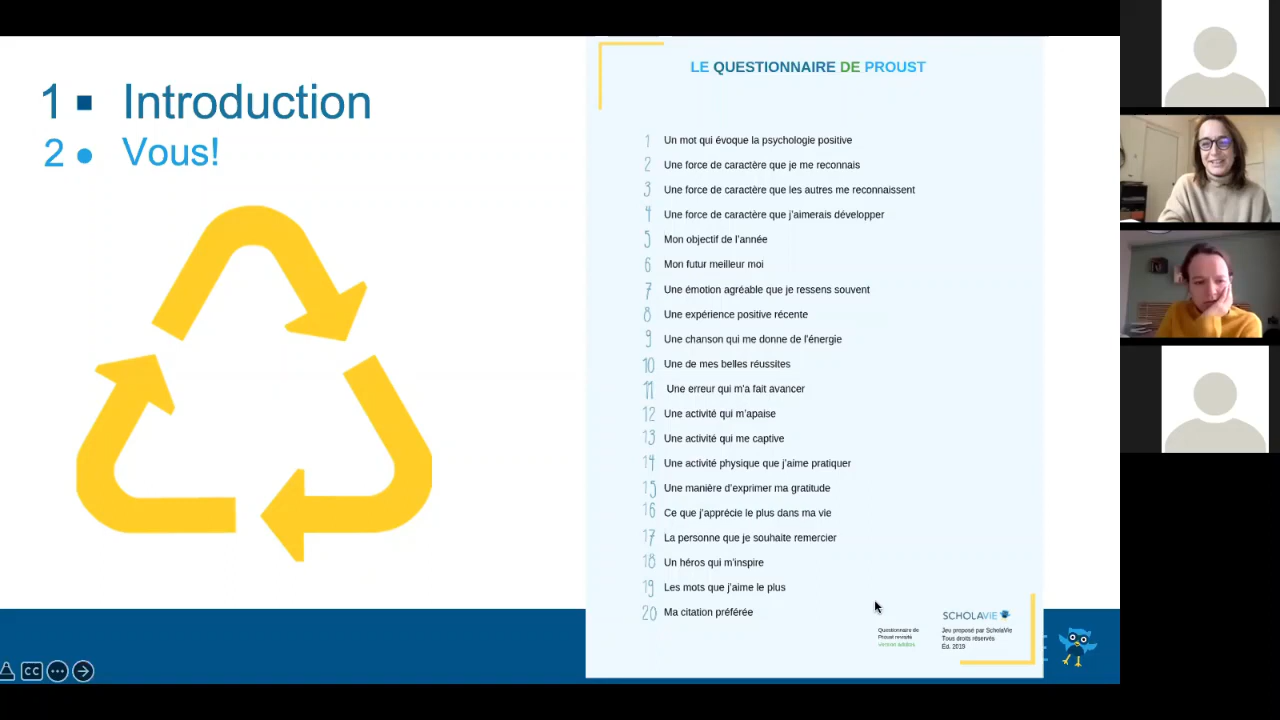 1 ▪ Introduction
2 • Vous!
LE QUESTIONNAIRE DE PROUST
1 Un mot qui évoque la psychologie positive
2 Une force de caractère que je me reconnais
3 Une force de caractère que les autres me reconnaissent
4 Une force de caractère que j'aimerais développer
5 Mon objectif de l'année
6 Mon futur meilleur moi
7 Une émotion agréable que je ressens souvent
8 Une expérience positive récente
9 Une chanson qui me donne de l'énergie
10 Une de mes belles réussites
11 Une erreur qui m'a fait avancer
12 Une activité qui m'apaise
13 Une activité qui me captive
14 Une activité physique que j'aime pratiquer
15 Une manière d'exprimer ma gratitude
16 Ce que j'apprécie le plus dans ma vie
17 La personne que je souhaite remercier
18 Un héros qui m'inspire
19 Les mots que j'aime le plus
20 Ma citation préférée
Questionnaire de
Proust revisité
version adultes
SCHOLAVIE
Jeu proposé par ScholaVie
Tous droits réservés
Éd. 2019
CC